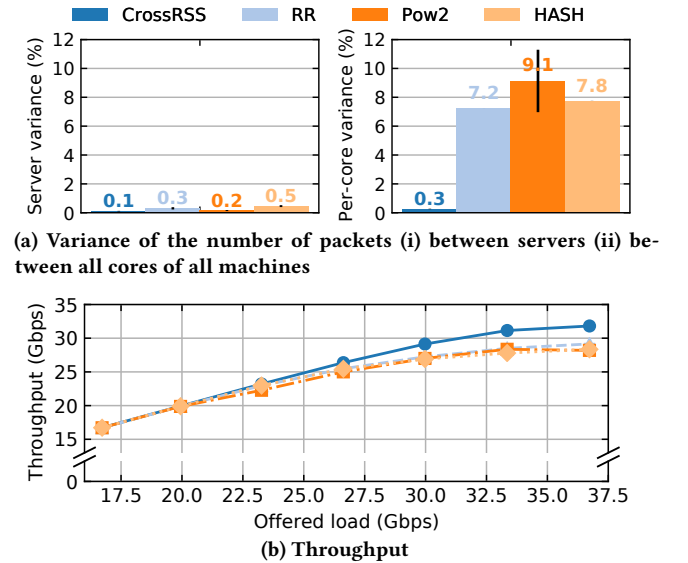 CrossRSS RR Pow2 HASH
Server variance (%)
12
10
8
6
4
2
0
0.1 0.3 0.2 0.5
Per-core variance (%)
12
10
8
6
4
2
0
0.3 7.2 9.1 7.8
(a) Variance of the number of packets (i) between servers (ii) be-
tween all cores of all machines
Throughput (Gbps)
35
30
25
20
15
0
17.5 20.0 22.5 25.0 27.5 30.0 32.5 35.0 37.5
Offered load (Gbps)
(b) Throughput